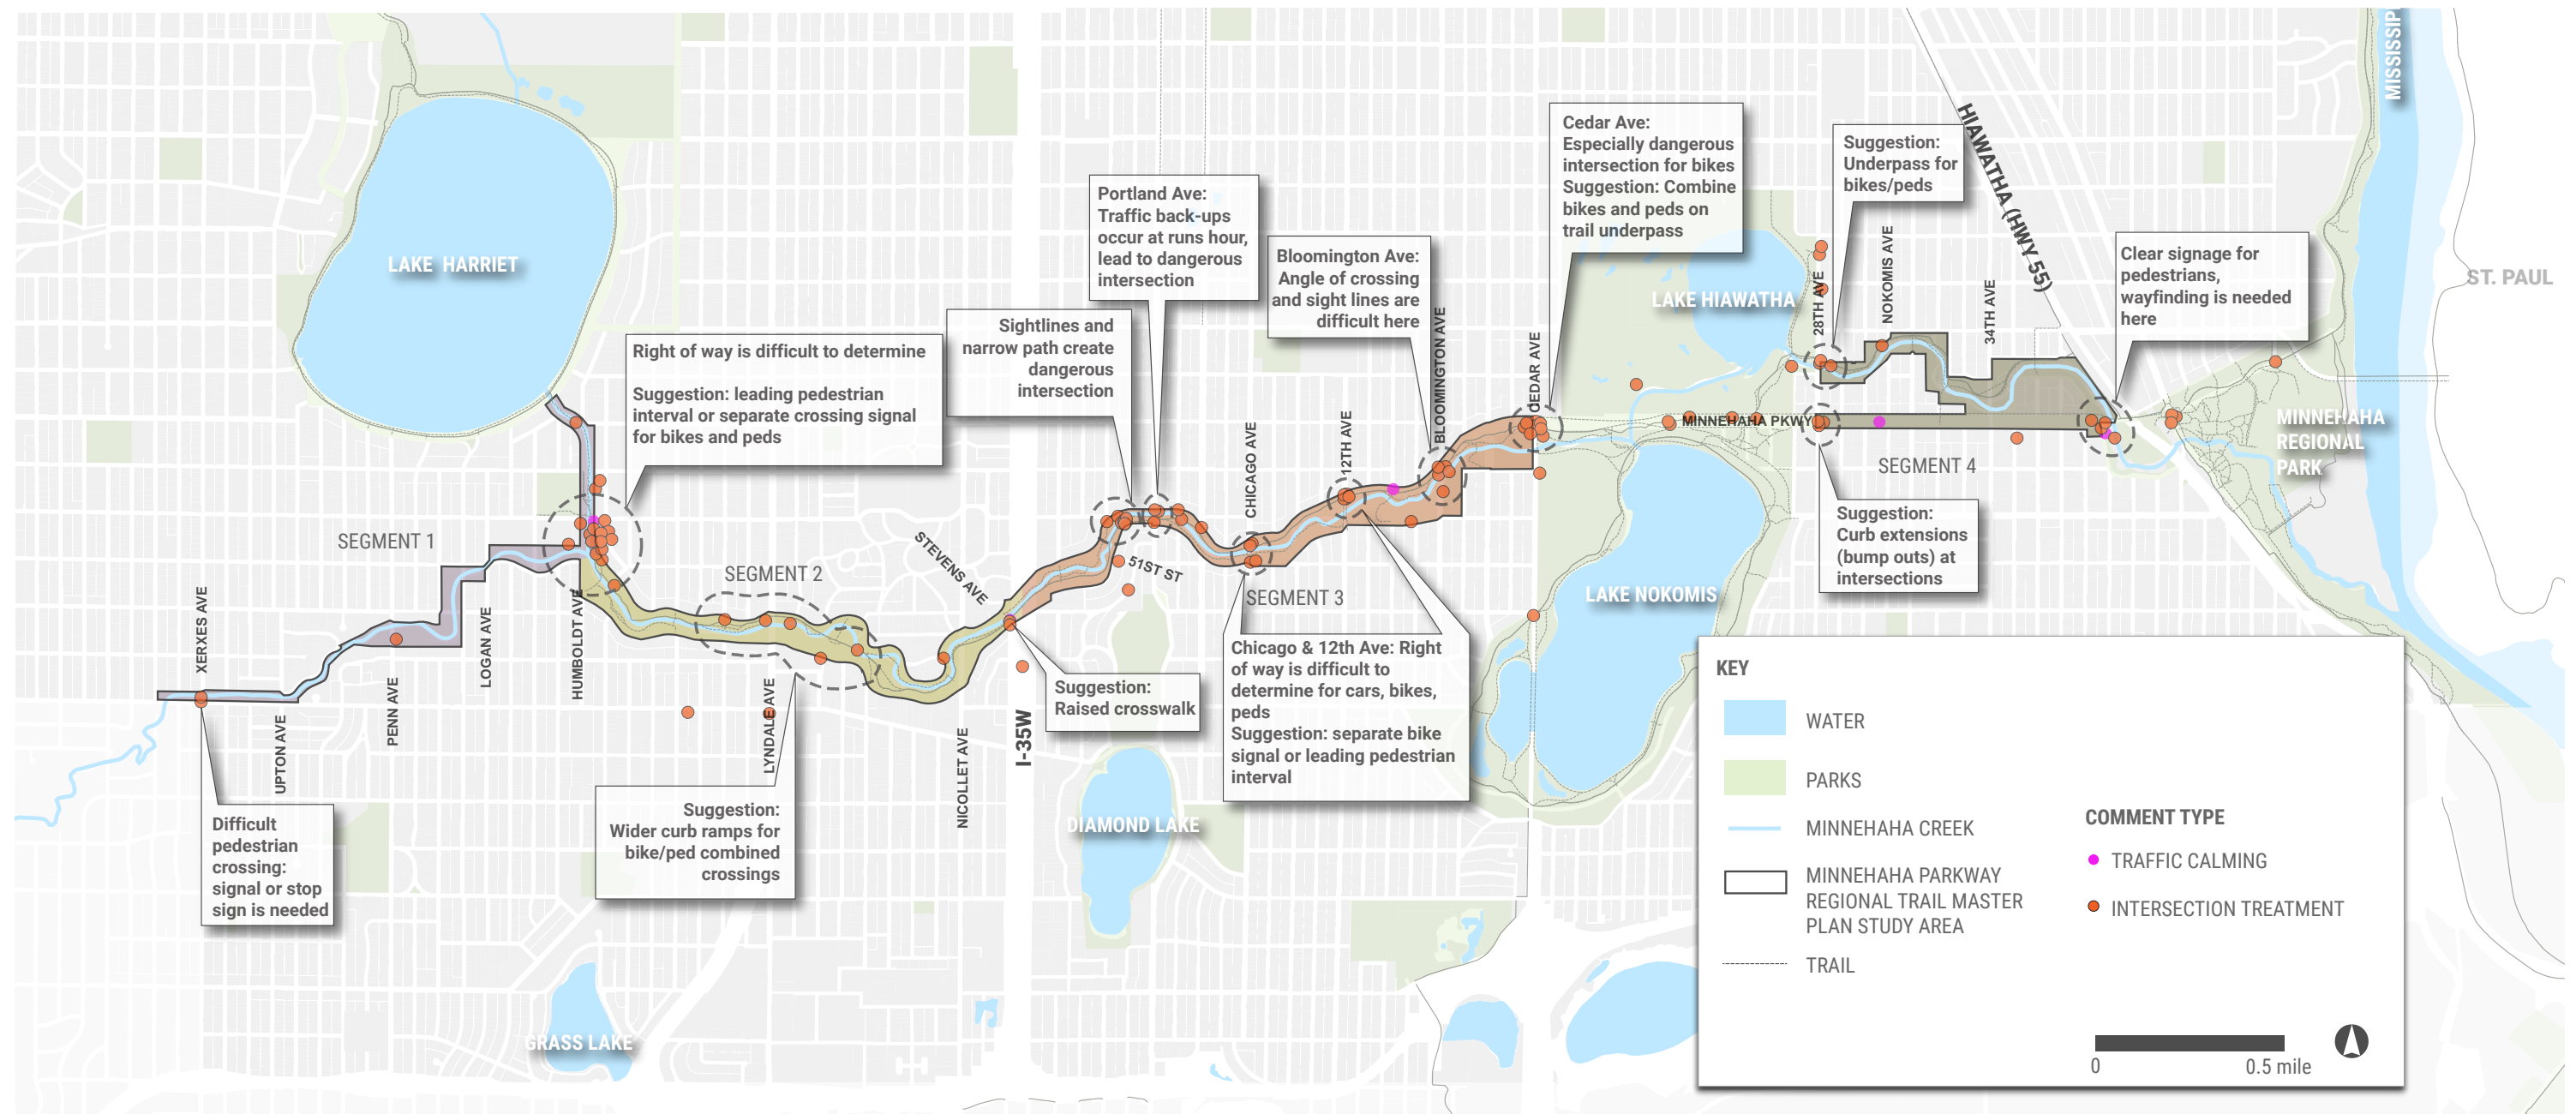 MISSISSIP
Cedar Ave:
Especially dangerous
intersection for bikes
Suggestion: Combine
bikes and peds on
trail underpass
Suggestion:
Underpass for
bikes/peds
HIAWATHA (HWY 55)
Portland Ave:
Traffic back-ups
occur at runs hour,
lead to dangerous
intersection
Bloomington Ave:
Angle of crossing
and sight lines are
difficult here
Clear signage for
pedestrians,
wayfinding is needed
here
ST. PAUL
LAKE HARRIET
LAKE HIAWATHA
28TH AVE
NOKOMIS AVE
34TH AVE
Right of way is difficult to determine
Suggestion: leading pedestrian
interval or separate crossing signal
for bikes and peds
Sightlines and
narrow path create
dangerous
intersection
BLOOMINGTON AVE
CEDAR AVE
MINNEHAHA PKWY
MINNEHAHA
REGIONAL
PARK
CHICAGO AVE
12TH AVE
SEGMENT 4
Suggestion:
Curb extensions
(bump outs) at
intersections
SEGMENT 1
SEGMENT 2
STEVENS AVE
51ST ST
SEGMENT 3
LAKE NOKOMIS
XERXES AVE
UPTON AVE
PENN AVE
LOGAN AVE
HUMBOLDT AVE
LYNDALE AVE
NICOLLET AVE
I-35W
Suggestion:
Raised crosswalk
Chicago & 12th Ave: Right
of way is difficult to
determine for cars, bikes,
peds
Suggestion: separate bike
signal or leading pedestrian
interval
Difficult
pedestrian
crossing:
signal or stop
sign is needed
Suggestion:
Wider curb ramps for
bike/ped combined
crossings
DIAMOND LAKE
GRASS LAKE
KEY
WATER
PARKS
MINNEHAHA CREEK
MINNEHAHA PARKWAY
REGIONAL TRAIL MASTER
PLAN STUDY AREA
TRAIL
COMMENT TYPE
TRAFFIC CALMING
INTERSECTION TREATMENT
0 0.5 mile